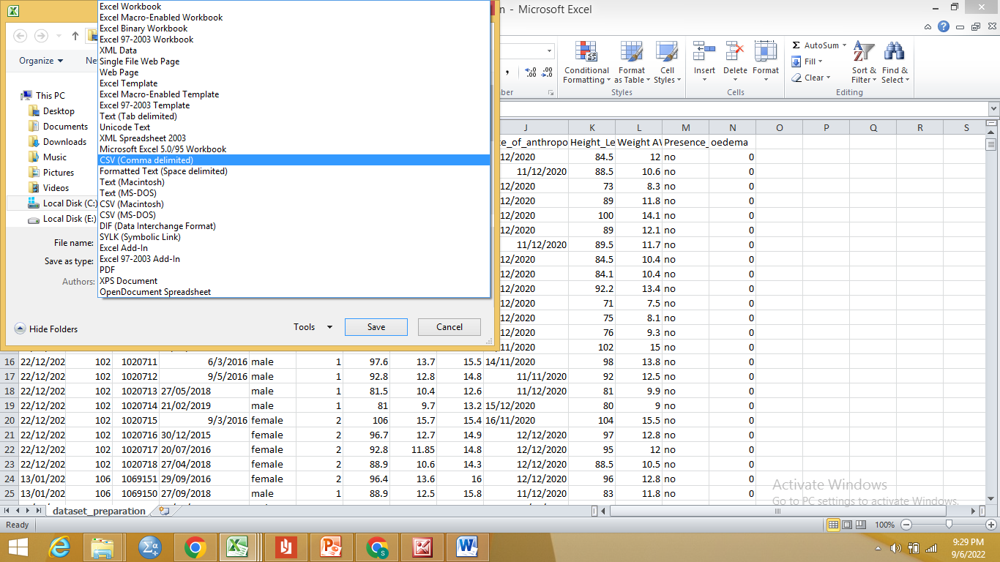 n - Microsoft Excel
Excel Workbook
Excel Macro-Enabled Workbook
Excel Binary Workbook
Excel 97-2003 Workbook
XML Data
Single File Web Page
Web Page
Excel Template
Excel Macro-Enabled Template
Excel 97-2003 Template
Text (Tab delimited)
Unicode Text
XML Spreadsheet 2003
Microsoft Excel 5.0/95 Workbook
CSV (Comma delimited)
Formatted Text (Space delimited)
Text (Macintosh)
Text (MS-DOS)
CSV (Macintosh)
CSV (MS-DOS)
DIF (Data Interchange Format)
SYLK (Symbolic Link)
Excel Add-In
Excel 97-2003 Add-In
PDF
XPS Document
OpenDocument Spreadsheet
Organize
Ne
This PC
Desktop
Documents
Downloads
Music
Pictures
Videos
Local Disk (C:)
Local Disk (E:)
File name:
Save as type:
Authors:
Hide Folders
Tools
Save
Cancel
Conditional Formatting
Format as Table
Cell Styles
Insert
Delete
Format
AutoSum
Fill
Clear
Sort & Filter
Find & Select
ber
Styles
Cells
Editing
J K L M N O P Q R S
te_of_anthropo Height_Le Weight AV Presence_ oedema
12/2020 84.5 12 no 0
11/12/2020 88.5 10.6 no 0
12/2020 73 8.3 no 0
12/2020 89 11.8 no 0
12/2020 100 14.1 no 0
12/2020 89 12.1 no 0
11/12/2020 89.5 11.7 no 0
12/2020 84.5 10.4 no 0
12/2020 84.1 10.4 no 0
12/2020 92.2 13.4 no 0
12/2020 71 7.5 no 0
12/2020 75 8.1 no 0
12/2020 76 9.3 no 0
11/2020 102 15 no 0
16 22/12/202 102 1020711 6/3/2016 male 1 97.6 13.7 15.5 14/11/2020 98 13.8 no 0
17 22/12/202 102 1020712 9/5/2016 male 1 92.8 12.8 14.8 11/11/2020 92 12.5 no 0
18 22/12/202 102 1020713 27/05/2018 male 1 81.5 10.4 12.6 11/12/2020 81 9.9 no 0
19 22/12/202 102 1020714 21/02/2019 male 1 81 9.7 13.2 15/12/2020 80 9 no 0
20 22/12/202 102 1020715 9/3/2016 female 2 106 15.7 15.4 16/11/2020 104 15.5 no 0
21 22/12/202 102 1020716 30/12/2015 female 2 96.7 12.7 14.9 12/12/2020 97 12.8 no 0
22 22/12/202 102 1020717 20/07/2016 female 2 92.8 11.85 14.8 12/12/2020 95 12 no 0
23 22/12/202 102 1020718 27/04/2018 female 2 88.9 10.6 14.3 12/12/2020 88.5 10.5 no 0
24 13/01/202 106 1069151 29/09/2016 female 2 96.4 13.6 16 12/12/2020 96 12.8 no 0
25 13/01/202 106 1069150 27/09/2018 male 1 88.9 12.5 15.8 11/12/2020 83 11.8 no 0
Activate Windows
Go to PC settings to activate Windows.
dataset_preparation
Ready
100%
9:29 PM
9/6/2022